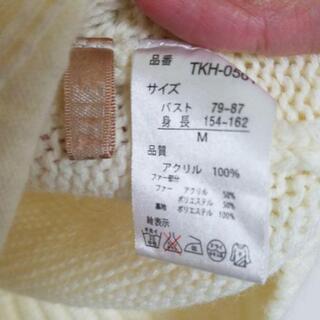 品番 TKH-056
サイズ
バスト 79-87
身長 154-162
M
品質
アクリル 100%
ファー部分
ファー アクリル 50%
ポリエステル 50%
裏地 ポリエステル 100%
絵表示